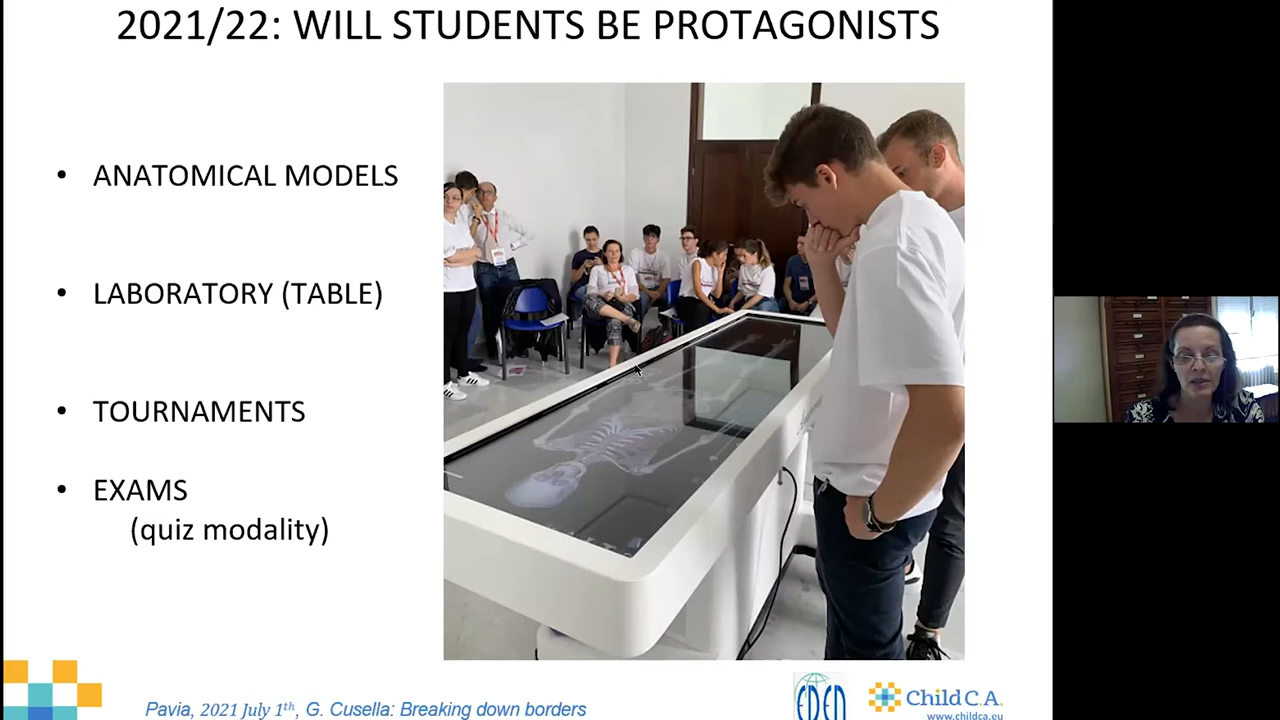 2021/22: WILL STUDENTS BE PROTAGONISTS
• ANATOMICAL MODELS
• LABORATORY (TABLE)
• TOURNAMENTS
• EXAMS
(quiz modality)
Pavia, 2021 July 1th, G. Cusella: Breaking down borders
EDEN
Child C.A.
www.childca.eu